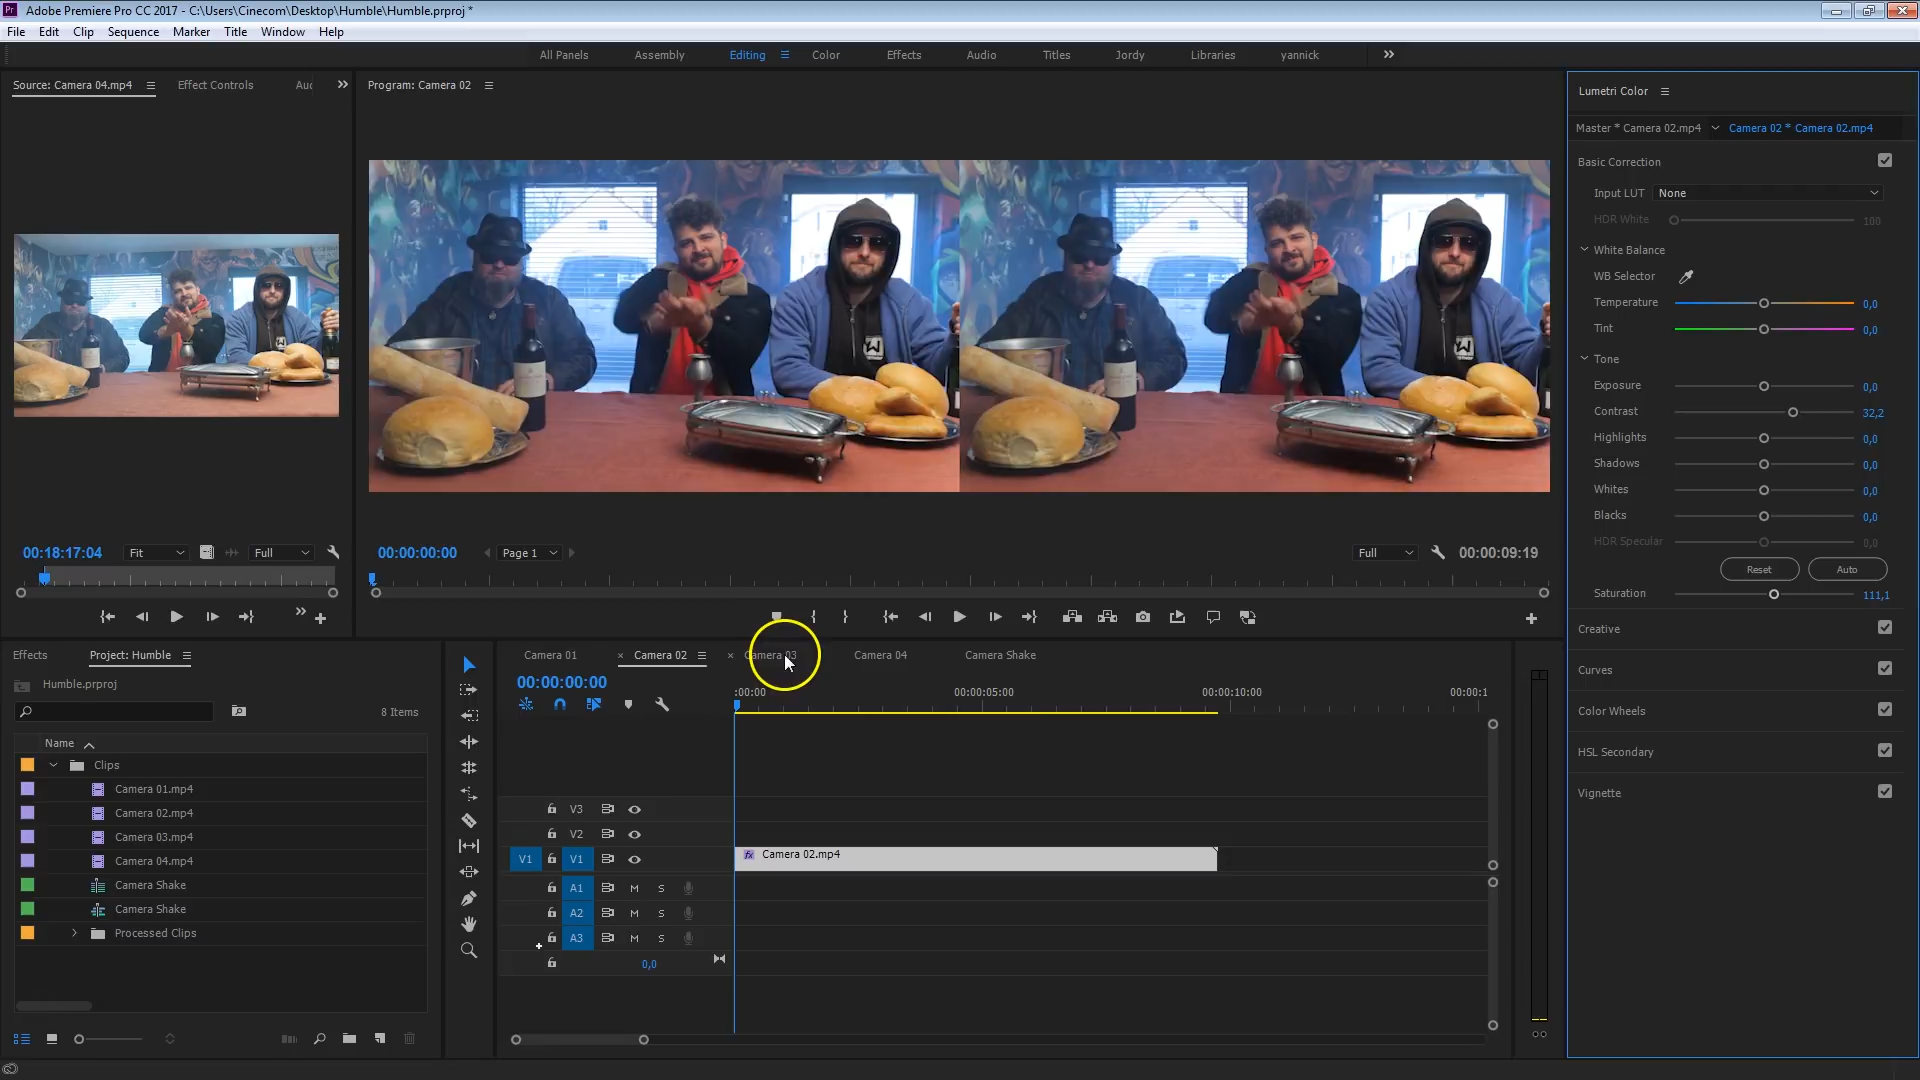 Adobe Premiere Pro CC 2017 - C:\Users\Cinecom\Desktop\Humble\Humble.prproj *
File Edit Clip Sequence Marker Title Window Help
All Panels Assembly Editing Color Effects Audio Titles Jordy Libraries yannick
Source: Camera 04.mp4 Effect Controls Auc
Program: Camera 02
Lumetri Color
Master * Camera 02.mp4 Camera 02 * Camera 02.mp4
Basic Correction
Input LUT None
HDR White 100
White Balance
WB Selector
Temperature 0,0
Tint 0,0
Tone
Exposure 0,0
Contrast 32,2
Highlights 0,0
Shadows 0,0
Whites 0,0
Blacks 0,0
HDR Specular 0,0
Reset Auto
Saturation 111,1
Creative
Curves
Color Wheels
HSL Secondary
Vignette
00:18:17:04 Fit Full
00:00:00:00 Page 1 Full 00:00:09:19
Effects Project: Humble
Humble.prproj
8 Items
Name
Clips
Camera 01.mp4
Camera 02.mp4
Camera 03.mp4
Camera 04.mp4
Camera Shake
Camera Shake
Processed Clips
Camera 01 × Camera 02 × Camera 03 Camera 04 Camera Shake
00:00:00:00
:00:00 00:00:05:00 00:00:10:00 00:00:1
V3
V2
V1 V1 Camera 02.mp4
A1 M S
A2 M S
A3 M S
0,0